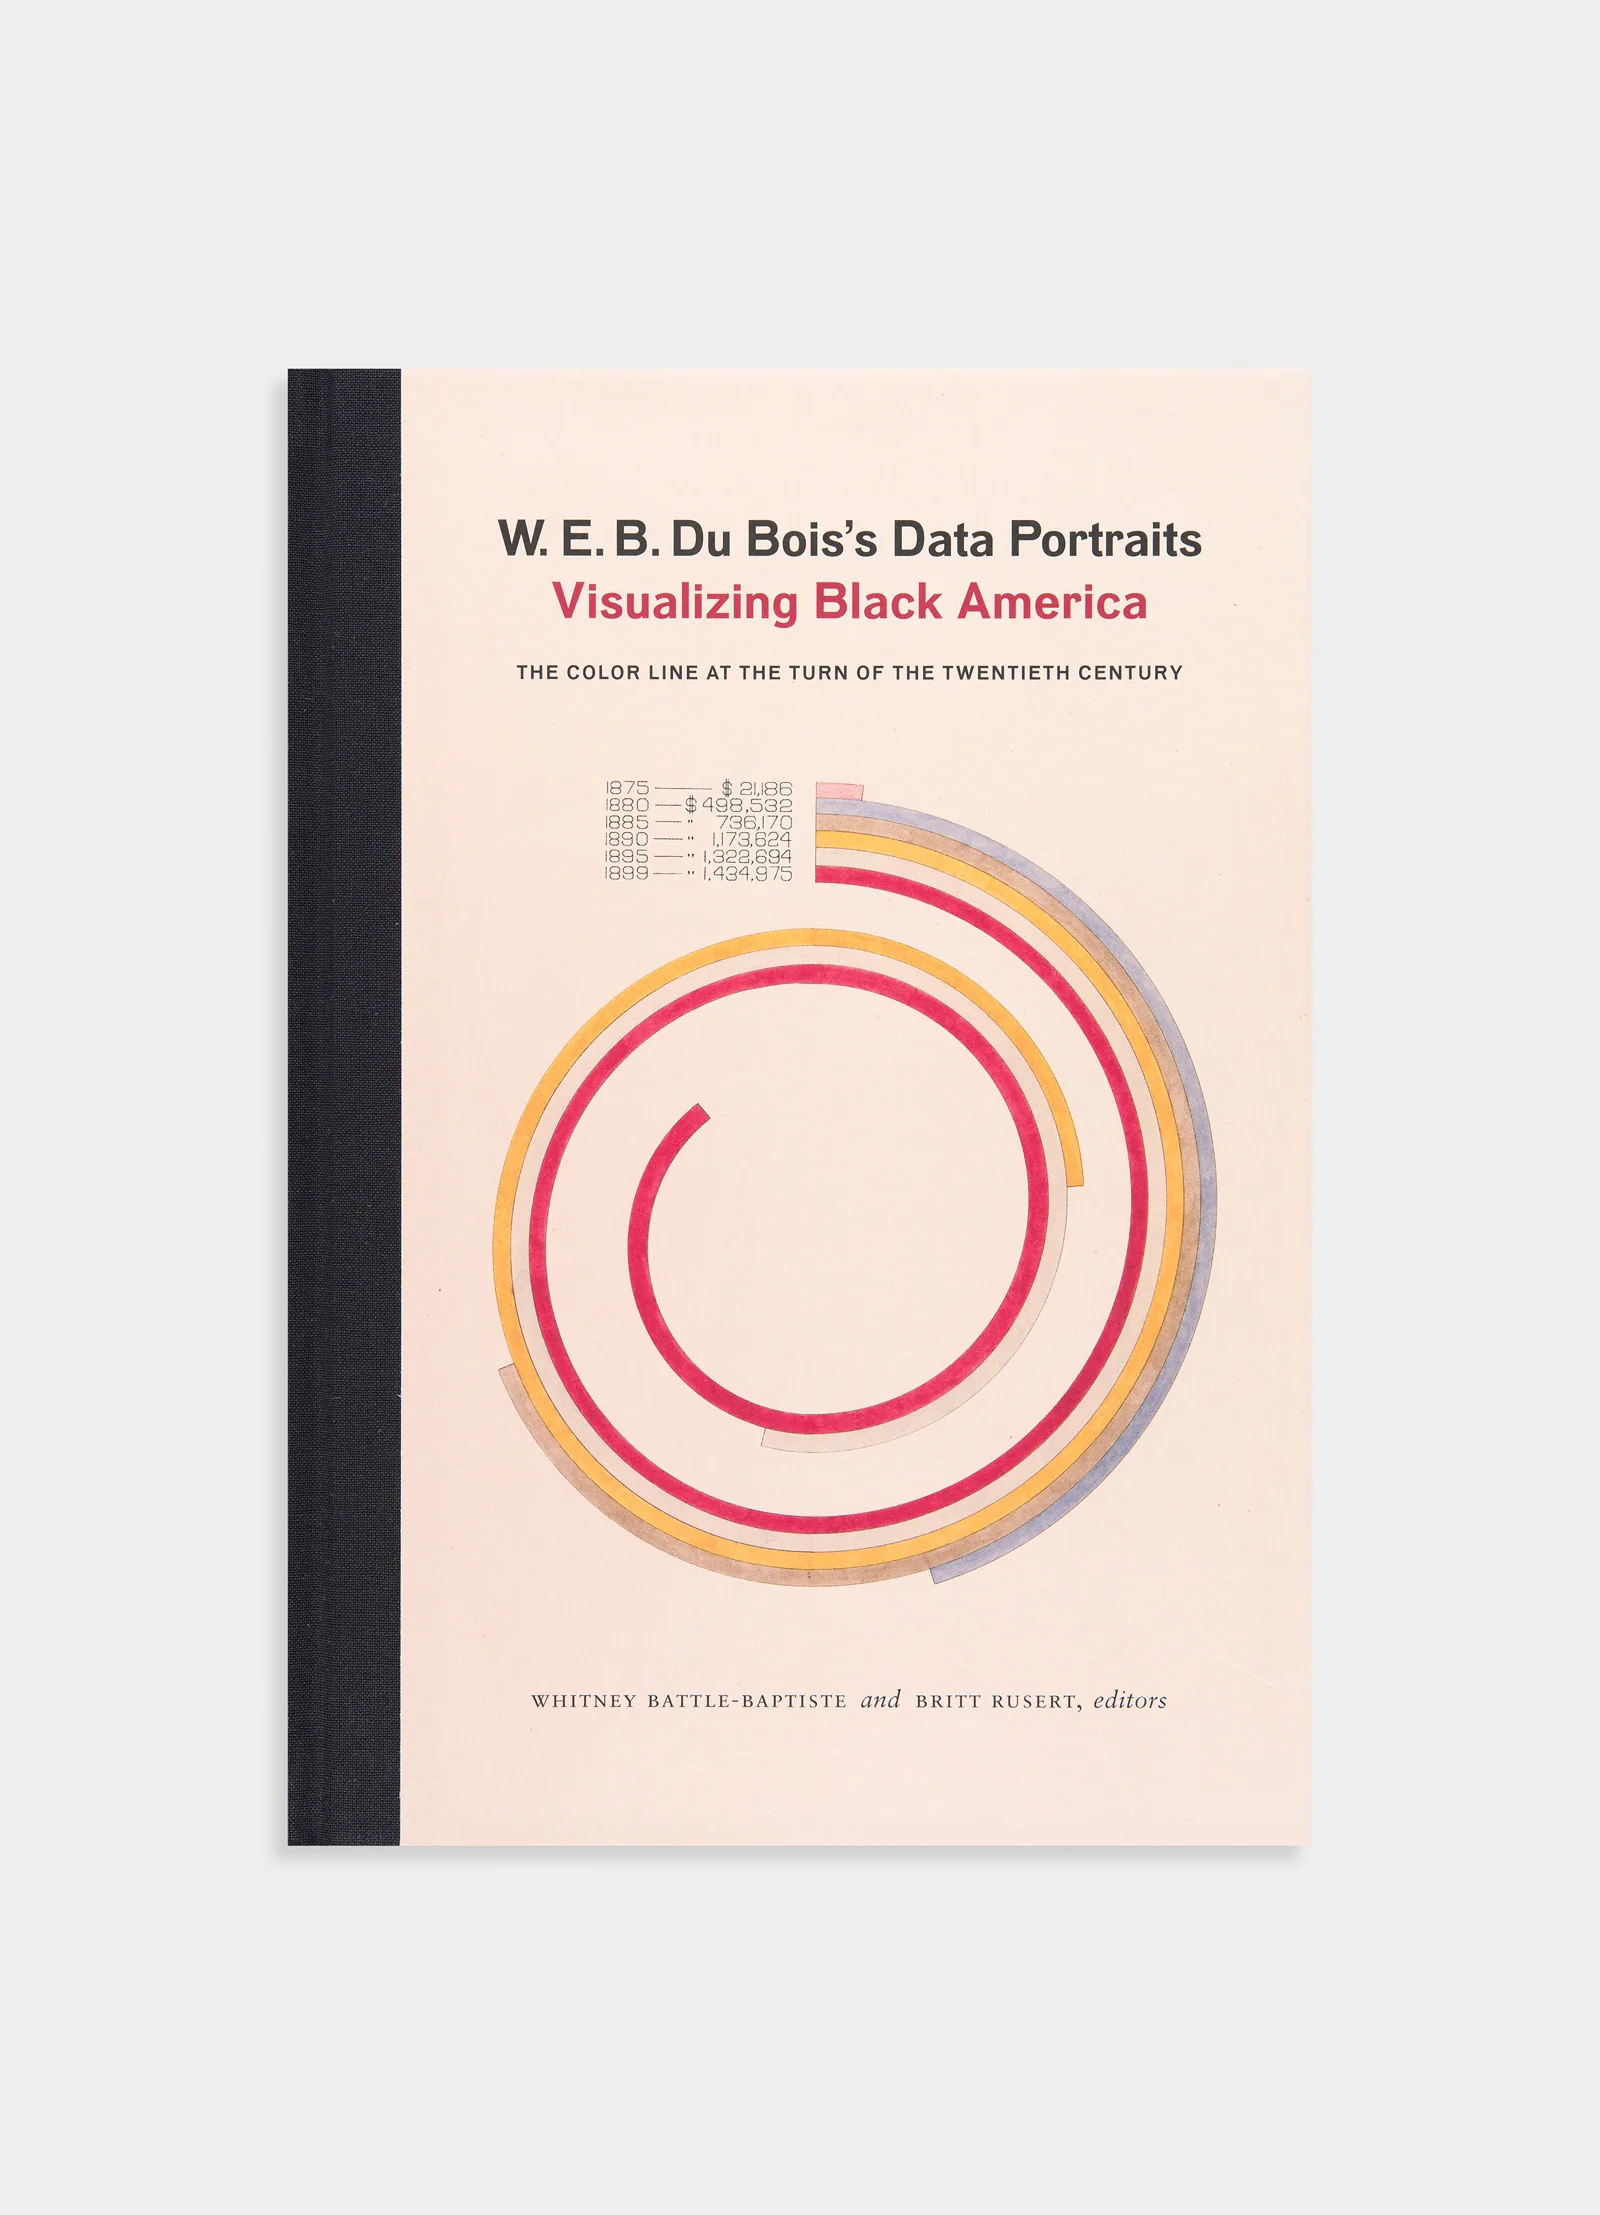 W. E. B. Du Bois’s Data Portraits
Visualizing Black America
THE COLOR LINE AT THE TURN OF THE TWENTIETH CENTURY
1875 —— $ 21,186
1880 — $ 498,532
1885 — " 736,170
1890 — " 1,173,624
1895 — " 1,322,694
1899 — " 1,434,975
WHITNEY BATTLE-BAPTISTE and BRITT RUSERT, editors